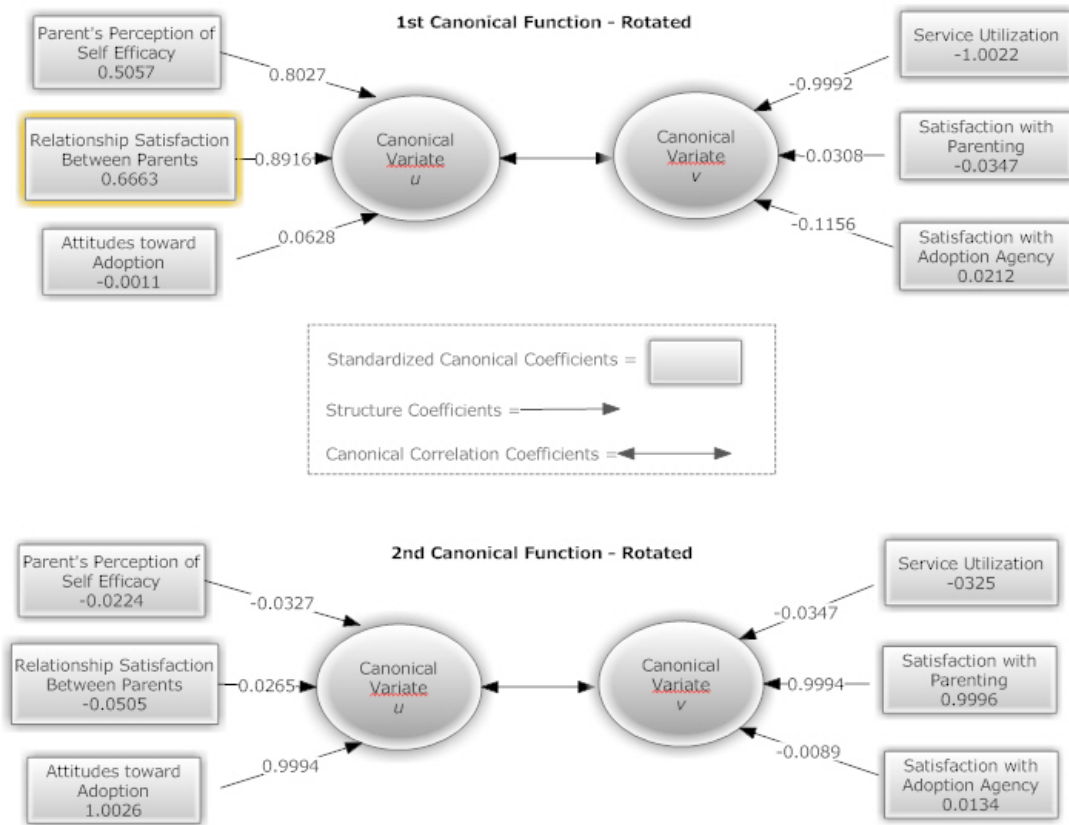 1st Canonical Function - Rotated
Parent's Perception of
Self Efficacy
0.5057
0.8027
Relationship Satisfaction
Between Parents
0.6663
0.8916
Attitudes toward
Adoption
-0.0011
0.0628
Canonical
Variate
u
Canonical
Variate
v
Service Utilization
-1.0022
-0.9992
Satisfaction with
Parenting
-0.0347
-0.0308
Satisfaction with
Adoption Agency
0.0212
-0.1156
Standardized Canonical Coefficients =
Structure Coefficients =
Canonical Correlation Coefficients =
2nd Canonical Function - Rotated
Parent's Perception of
Self Efficacy
-0.0224
-0.0327
Relationship Satisfaction
Between Parents
-0.0505
0.0265
Attitudes toward
Adoption
1.0026
0.9994
Canonical
Variate
u
Canonical
Variate
v
Service Utilization
-0325
-0.0347
Satisfaction with
Parenting
0.9996
0.9994
Satisfaction with
Adoption Agency
0.0134
-0.0089